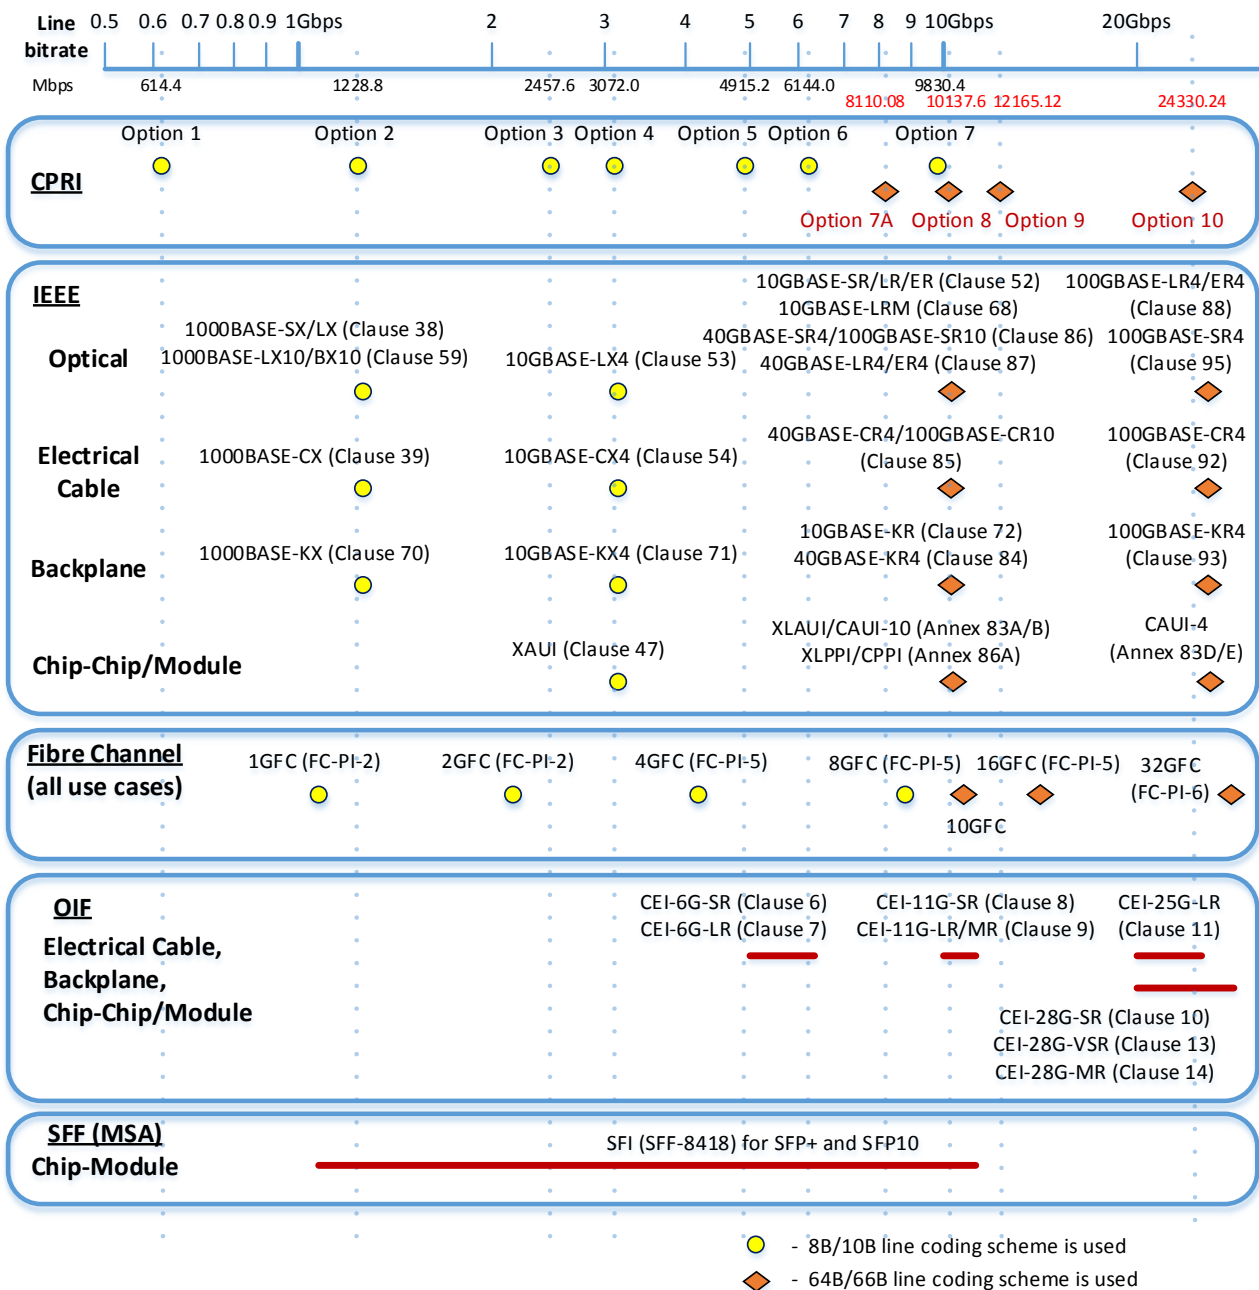 Line 0.5 0.6 0.7 0.8 0.9 1Gbps 2 3 4 5 6 7 8 9 10Gbps 20Gbps
bitrate
Mbps 614.4 1228.8 2457.6 3072.0 4915.2 6144.0 9830.4
8110.08 10137.6 12165.12 24330.24
Option 1 Option 2 Option 3 Option 4 Option 5 Option 6 Option 7
CPRI
Option 7A Option 8 Option 9 Option 10
IEEE
Optical
1000BASE-SX/LX (Clause 38)
1000BASE-LX10/BX10 (Clause 59)
10GBASE-LX4 (Clause 53)
10GBASE-SR/LR/ER (Clause 52)
10GBASE-LRM (Clause 68)
40GBASE-SR4/100GBASE-SR10 (Clause 86)
40GBASE-LR4/ER4 (Clause 87)
100GBASE-LR4/ER4
(Clause 88)
100GBASE-SR4
(Clause 95)
Electrical
Cable
1000BASE-CX (Clause 39)
10GBASE-CX4 (Clause 54)
40GBASE-CR4/100GBASE-CR10
(Clause 85)
100GBASE-CR4
(Clause 92)
Backplane
1000BASE-KX (Clause 70)
10GBASE-KX4 (Clause 71)
10GBASE-KR (Clause 72)
40GBASE-KR4 (Clause 84)
100GBASE-KR4
(Clause 93)
Chip-Chip/Module
XAUI (Clause 47)
XLAUI/CAUI-10 (Annex 83A/B)
XLPPI/CPPI (Annex 86A)
CAUI-4
(Annex 83D/E)
Fibre Channel
(all use cases)
1GFC (FC-PI-2)
2GFC (FC-PI-2)
4GFC (FC-PI-5)
8GFC (FC-PI-5)
10GFC
16GFC (FC-PI-5)
32GFC
(FC-PI-6)
OIF
Electrical Cable,
Backplane,
Chip-Chip/Module
CEI-6G-SR (Clause 6)
CEI-6G-LR (Clause 7)
CEI-11G-SR (Clause 8)
CEI-11G-LR/MR (Clause 9)
CEI-25G-LR
(Clause 11)
CEI-28G-SR (Clause 10)
CEI-28G-VSR (Clause 13)
CEI-28G-MR (Clause 14)
SFF (MSA)
Chip-Module
SFI (SFF-8418) for SFP+ and SFP10
- 8B/10B line coding scheme is used
- 64B/66B line coding scheme is used